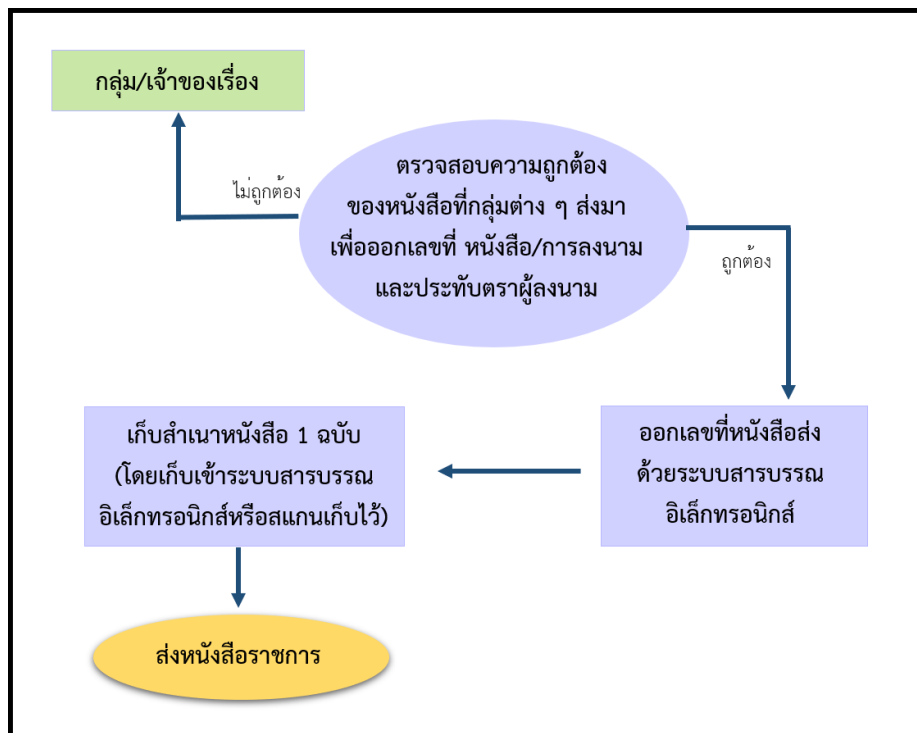 กลุ่ม/เจ้าของเรื่อง
ไม่ถูกต้อง
ตรวจสอบความถูกต้อง
ของหนังสือที่กลุ่มต่าง ๆ ส่งมา
เพื่อออกเลขที่ หนังสือ/การลงนาม
และประทับตราผู้ลงนาม
ถูกต้อง
ออกเลขที่หนังสือส่ง
ด้วยระบบสารบรรณ
อิเล็กทรอนิกส์
เก็บสำเนาหนังสือ 1 ฉบับ
(โดยเก็บเข้าระบบสารบรรณ
อิเล็กทรอนิกส์หรือสแกนเก็บไว้)
ส่งหนังสือราชการ